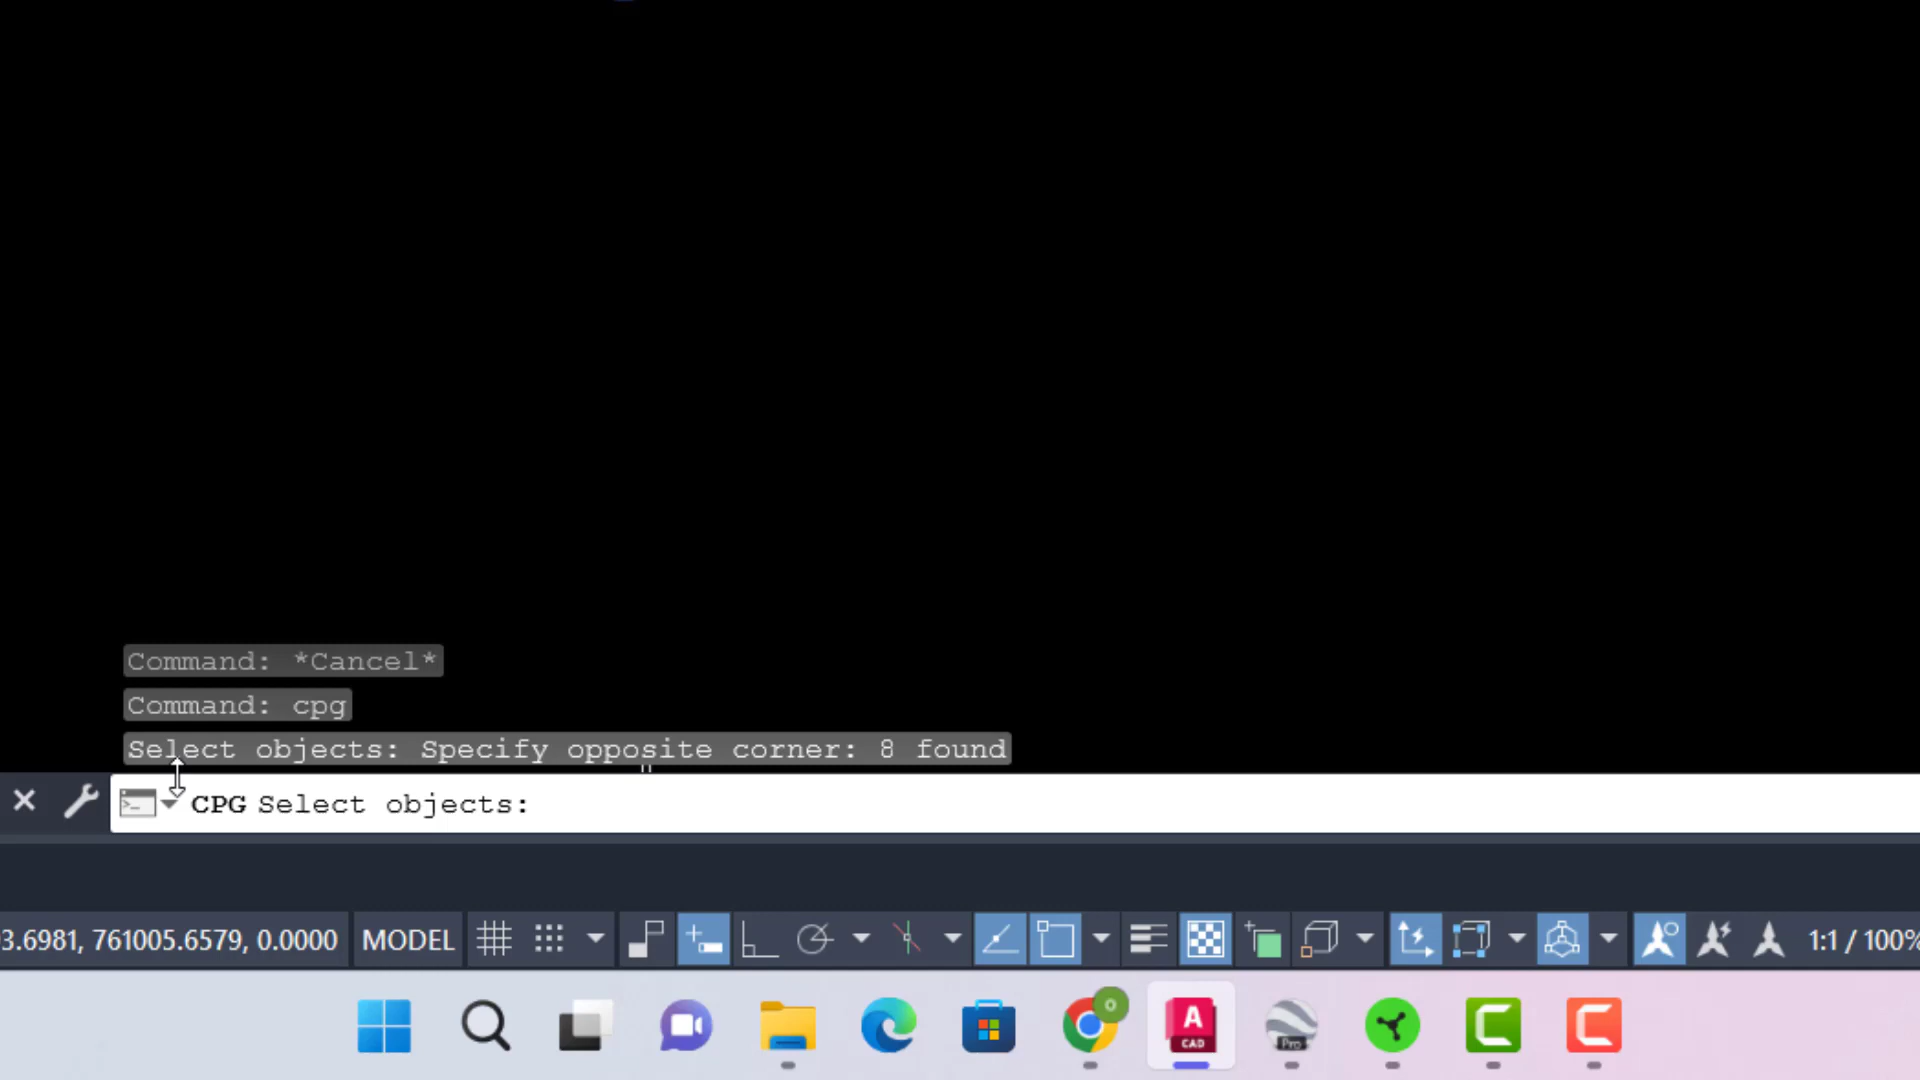 Command: *Cancel*
Command: cpg
Select objects: Specify opposite corner: 8 found
CPG Select objects:
3.6981, 761005.6579, 0.0000 MODEL 1:1 / 100%
A
CAD
Pro